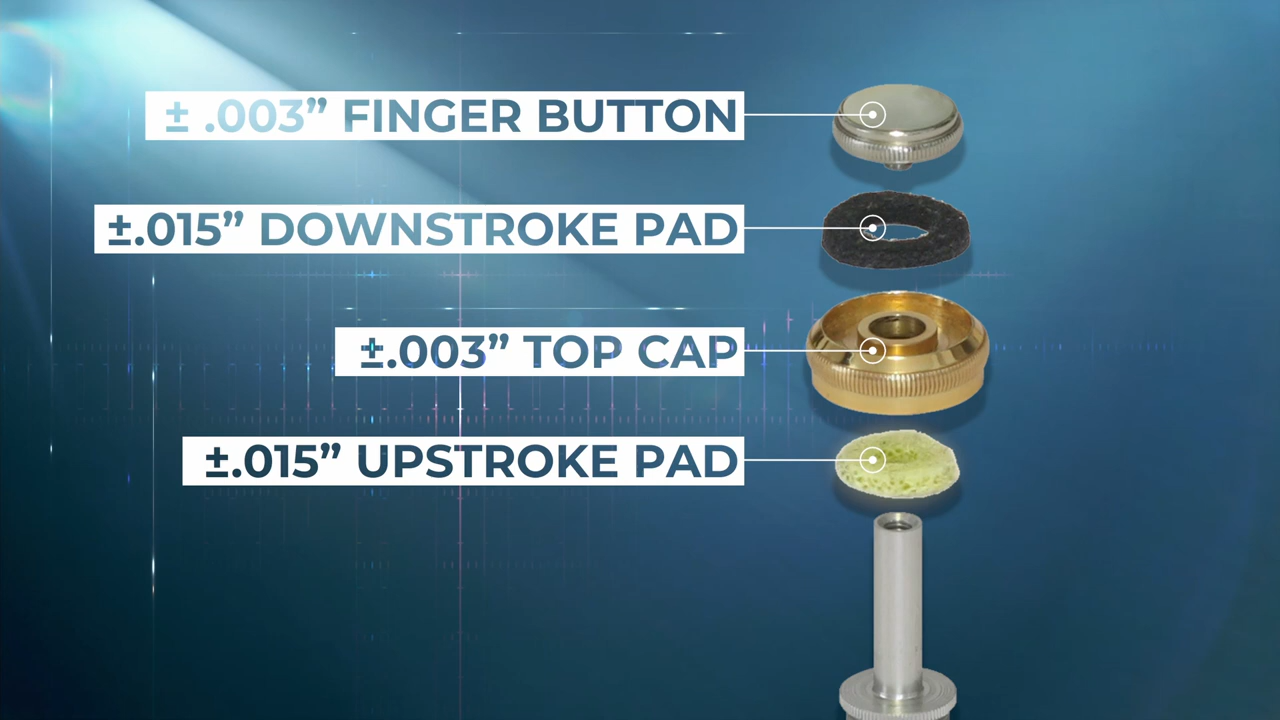 ± .003” FINGER BUTTON
±.015” DOWNSTROKE PAD
±.003” TOP CAP
±.015” UPSTROKE PAD